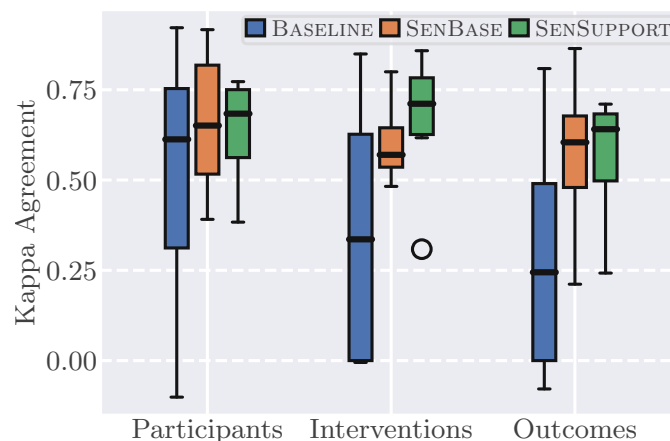 BASELINE SENBASE SENSUPPORT
Kappa Agreement
0.75
0.50
0.25
0.00
Participants Interventions Outcomes